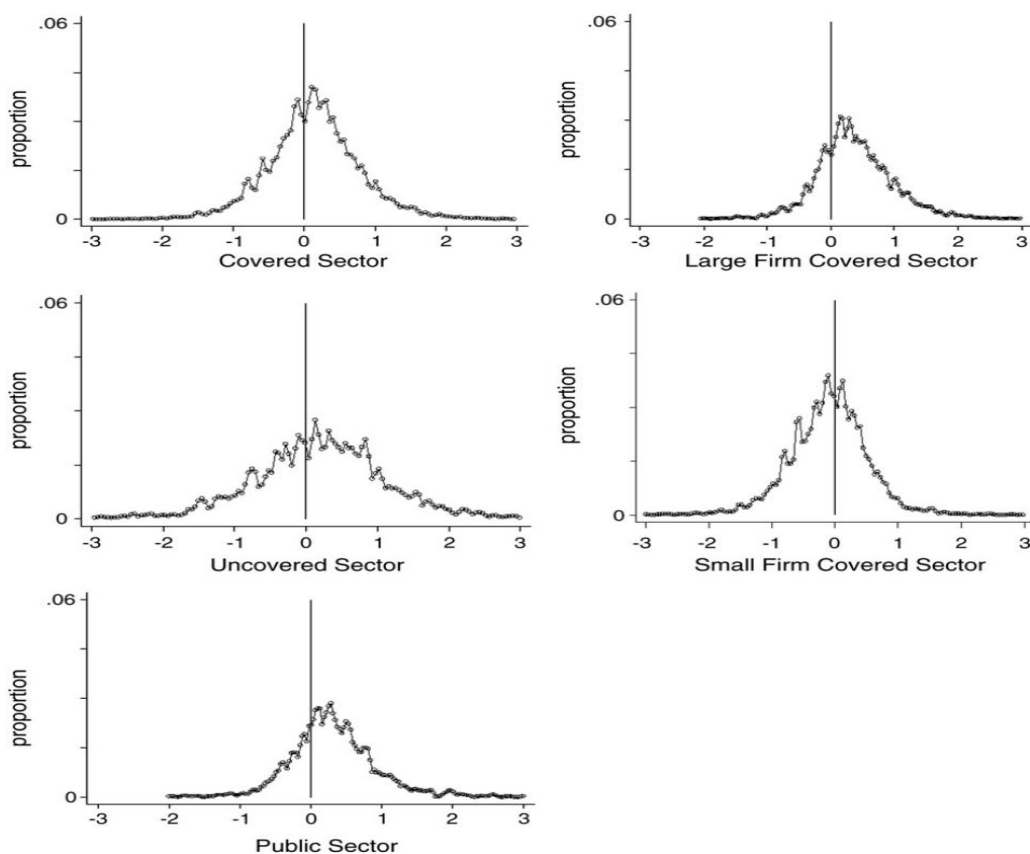 .06
proportion
0
-3 -2 -1 0 1 2 3
Covered Sector
.06
proportion
0
-3 -2 -1 0 1 2 3
Large Firm Covered Sector
.06
proportion
0
-3 -2 -1 0 1 2 3
Uncovered Sector
.06
proportion
0
-3 -2 -1 0 1 2 3
Small Firm Covered Sector
.06
proportion
0
-3 -2 -1 0 1 2 3
Public Sector